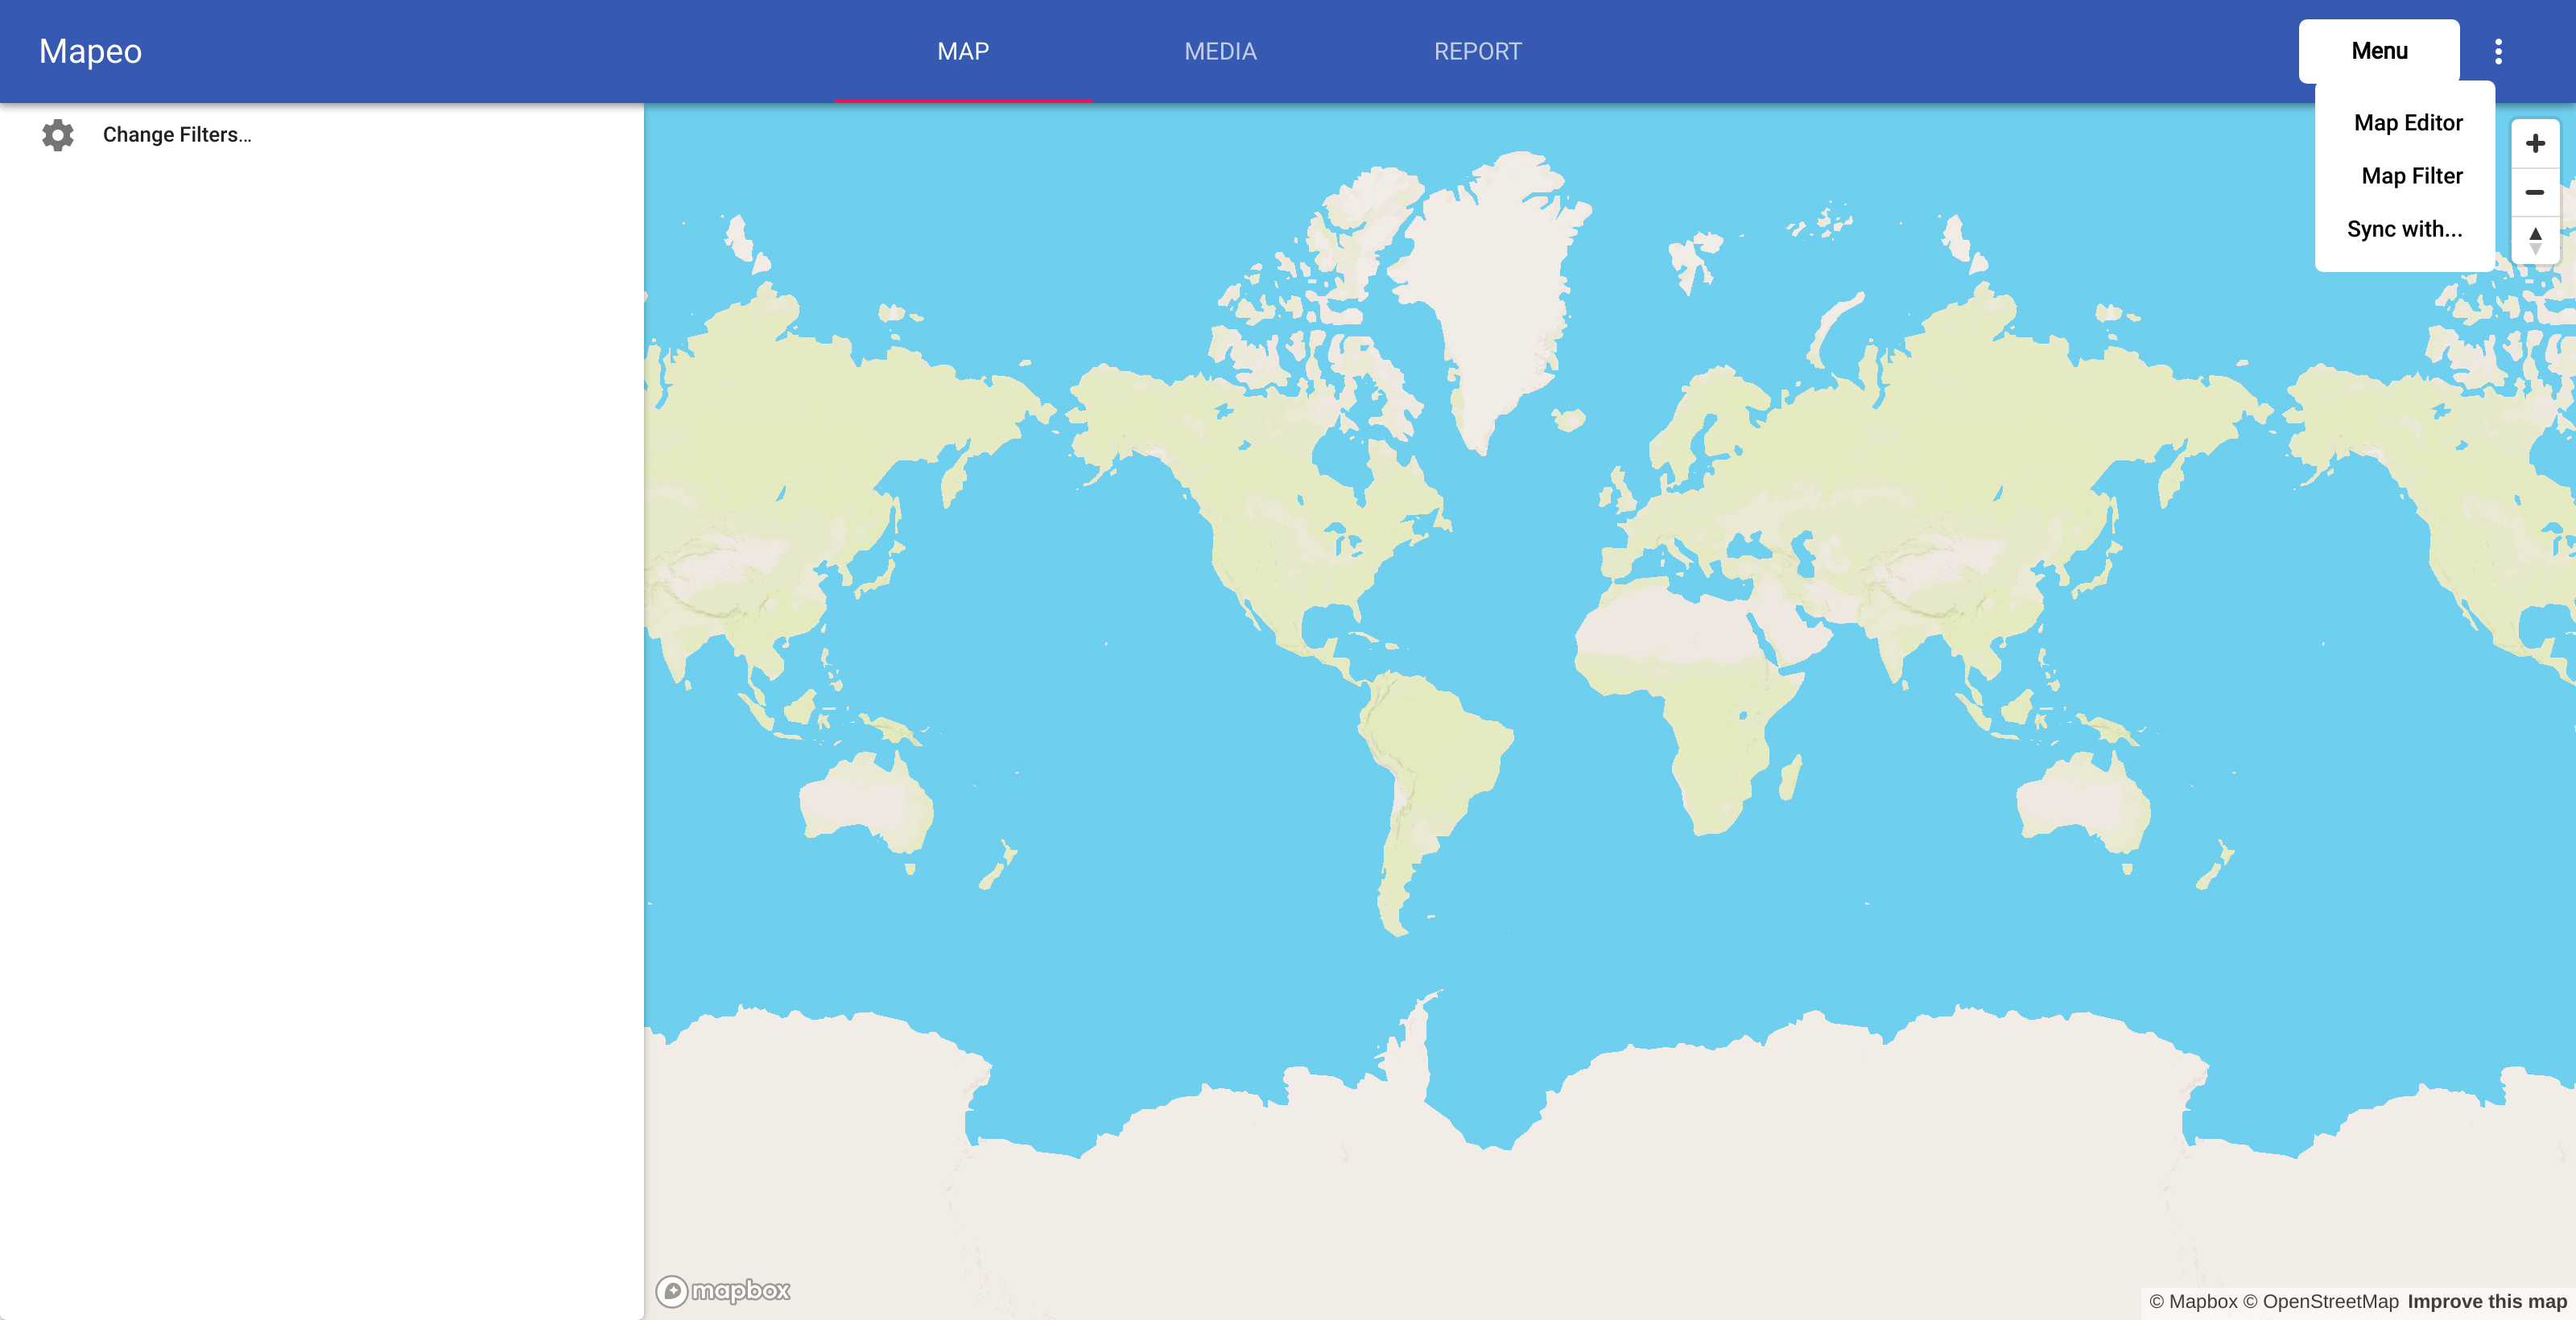 Mapeo
MAP
MEDIA
REPORT
Menu
Map Editor
Map Filter
Sync with...
Change Filters...
mapbox
© Mapbox © OpenStreetMap Improve this map